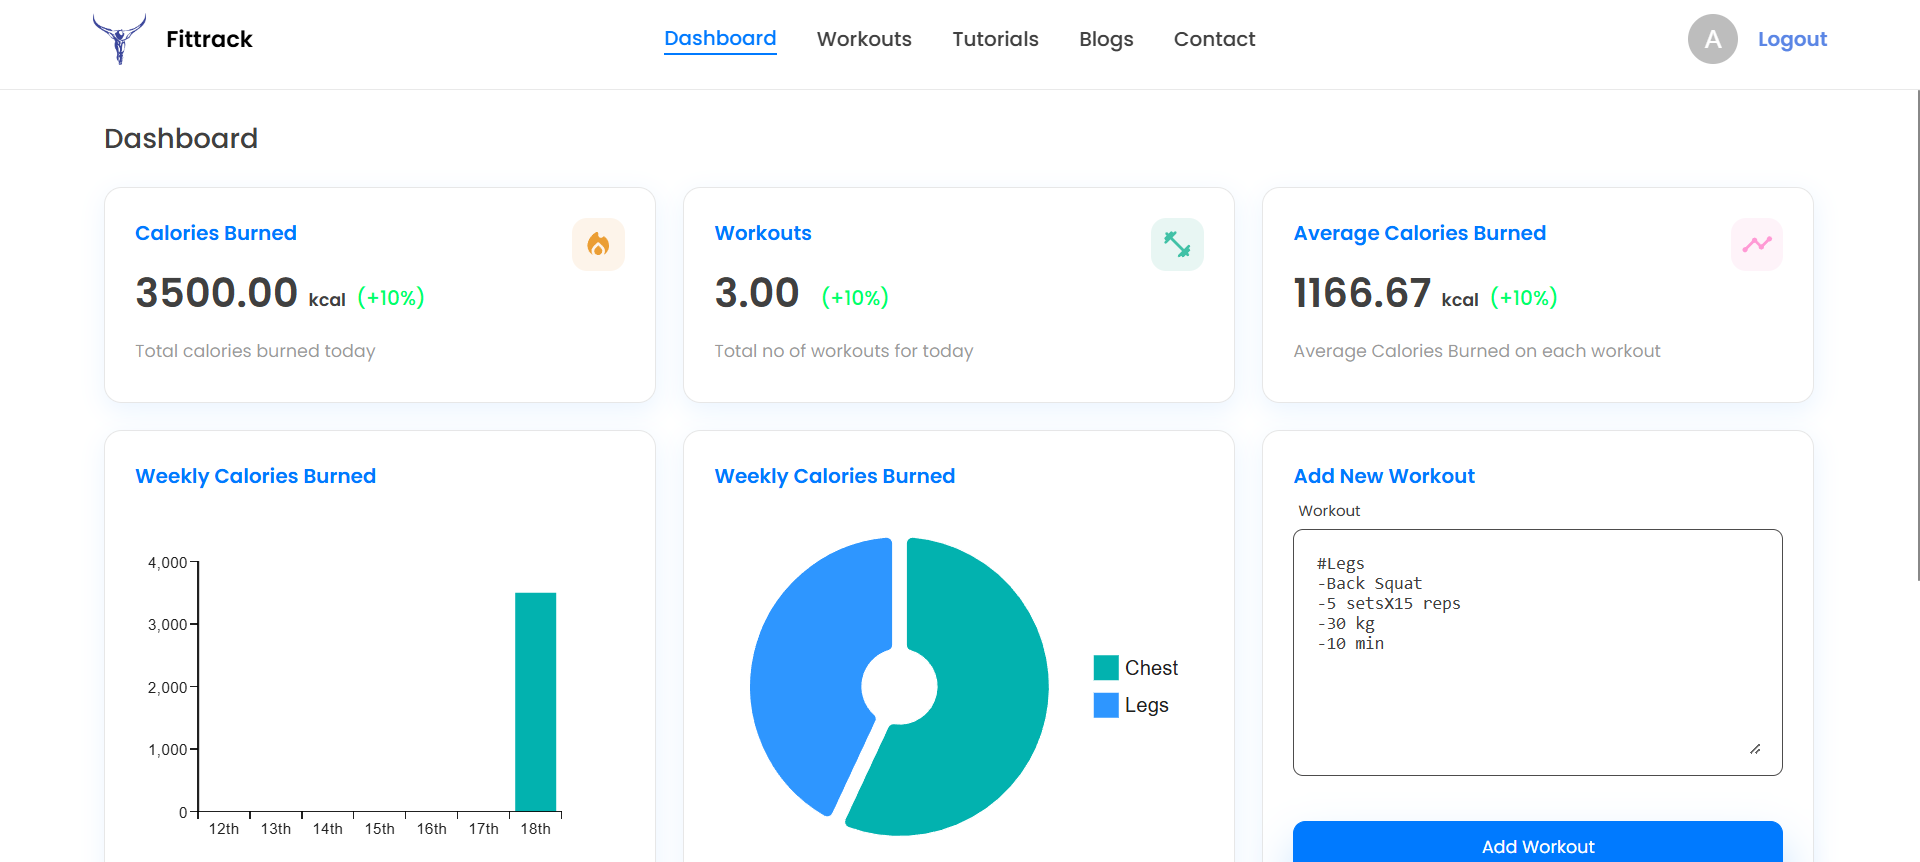 Fittrack
Dashboard
Workouts
Tutorials
Blogs
Contact
A
Logout
Dashboard
Calories Burned
3500.00 kcal (+10%)
Total calories burned today
Workouts
3.00 (+10%)
Total no of workouts for today
Average Calories Burned
1166.67 kcal (+10%)
Average Calories Burned on each workout
Weekly Calories Burned
4,000
3,000
2,000
1,000
0
12th 13th 14th 15th 16th 17th 18th
Weekly Calories Burned
Chest
Legs
Add New Workout
Workout
#Legs
-Back Squat
-5 setsX15 reps
-30 kg
-10 min
Add Workout